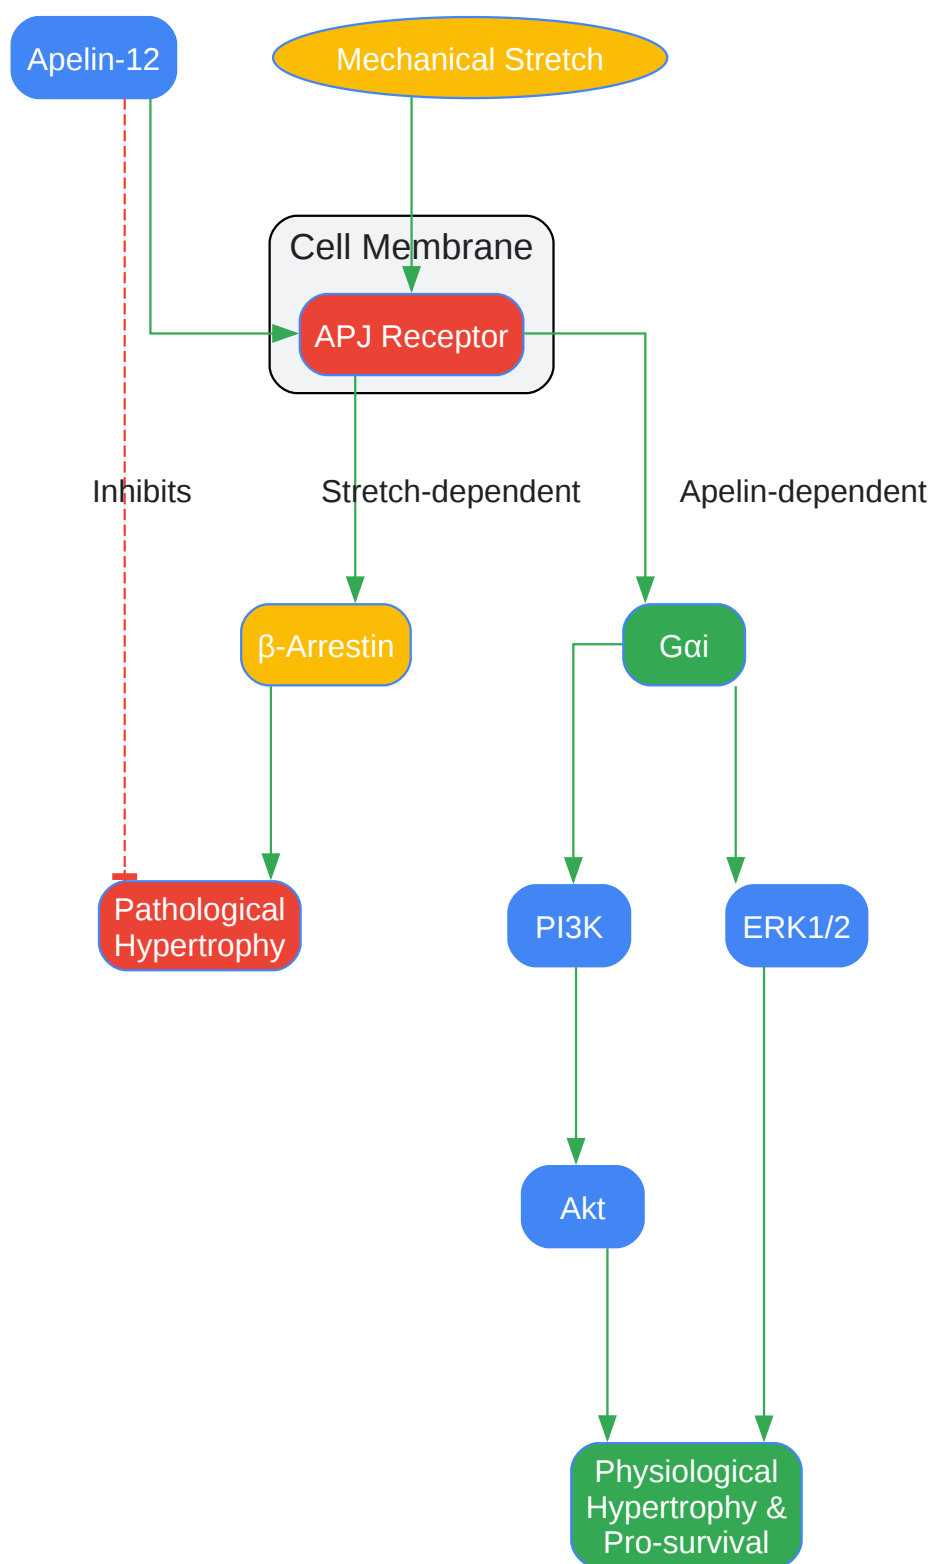 Apelin-12
Mechanical Stretch
Cell Membrane
APJ Receptor
Inhibits
Stretch-dependent
Apelin-dependent
β-Arrestin
Gαi
Pathological
Hypertrophy
PI3K
ERK1/2
Akt
Physiological
Hypertrophy &
Pro-survival